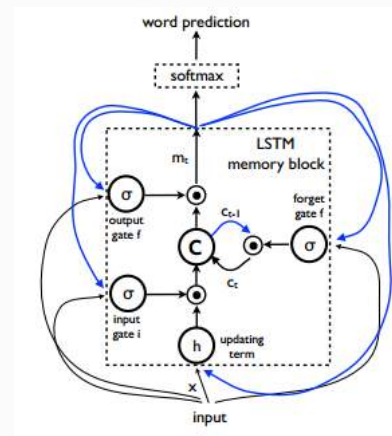 word prediction
softmax
LSTM
memory block
mt
σ
output
gate f
ct-1
forget
gate f
σ
C
ct
σ
input
gate i
h
updating
term
x
input